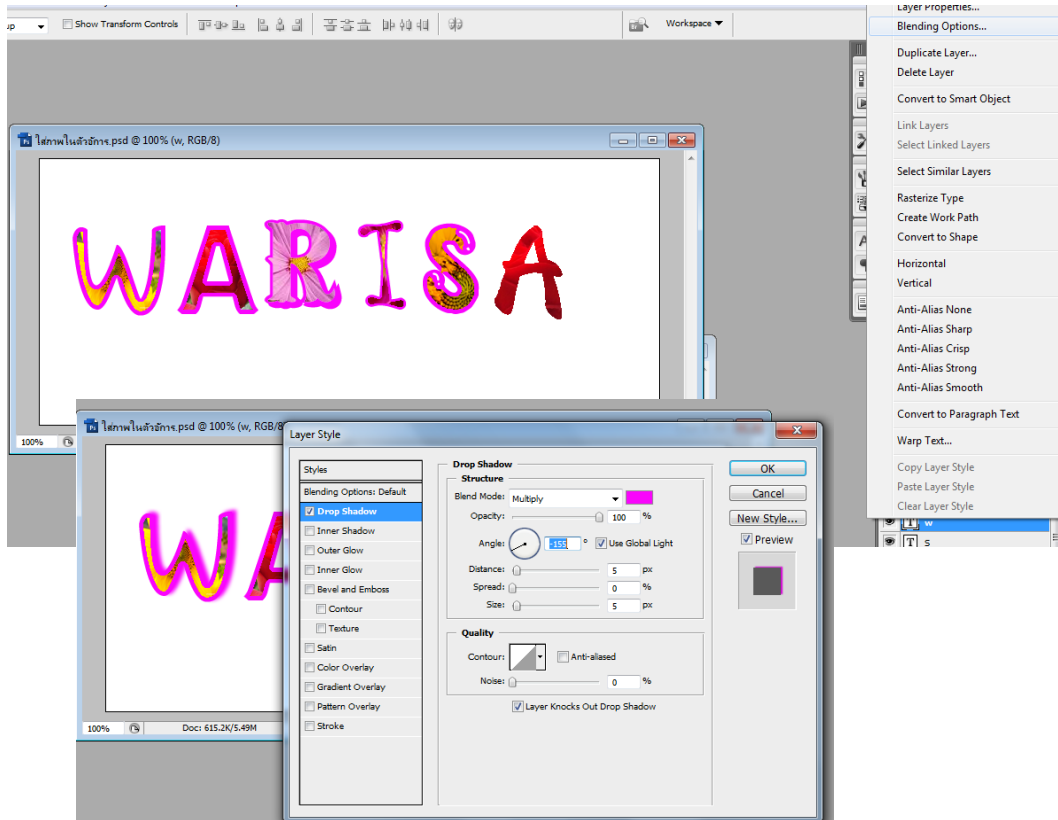 up
Show Transform Controls
Workspace
Layer Properties...
Blending Options...
Duplicate Layer...
Delete Layer
Convert to Smart Object
Link Layers
Select Linked Layers
Select Similar Layers
Rasterize Type
Create Work Path
Convert to Shape
Horizontal
Vertical
Anti-Alias None
Anti-Alias Sharp
Anti-Alias Crisp
Anti-Alias Strong
Anti-Alias Smooth
Convert to Paragraph Text
Warp Text...
Copy Layer Style
Paste Layer Style
Clear Layer Style
T w
T S
Ps ใส่ภาพในตัวอักการ.psd @ 100% (w, RGB/8)
WARISA
100%
Ps ใส่ภาพในตัวอักการ.psd @ 100% (w, RGB/8
WA
100%
Doc: 615.2K/5.49M
Layer Style
Styles
Blending Options: Default
Drop Shadow
Inner Shadow
Outer Glow
Inner Glow
Bevel and Emboss
Contour
Texture
Satin
Color Overlay
Gradient Overlay
Pattern Overlay
Stroke
Drop Shadow
Structure
Blend Mode: Multiply
Opacity: 100 %
Angle: -155 ° Use Global Light
Distance: 5 px
Spread: 0 %
Size: 5 px
Quality
Contour: Anti-aliased
Noise: 0 %
Layer Knocks Out Drop Shadow
OK
Cancel
New Style...
Preview